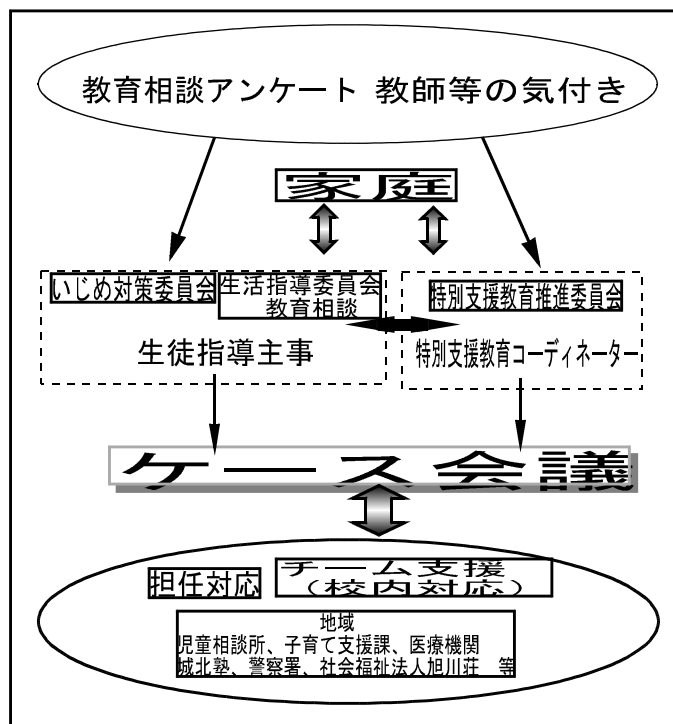 教育相談アンケート 教師等の気付き
家庭
いじめ対策委員会
生活指導委員会
教育相談
特別支援教育推進委員会
生徒指導主事
特別支援教育コーディネーター
ケース会議
担任対応
チーム支援
（校内対応）
地域
児童相談所、子育て支援課、医療機関
城北塾、警察署、社会福祉法人旭川荘 等